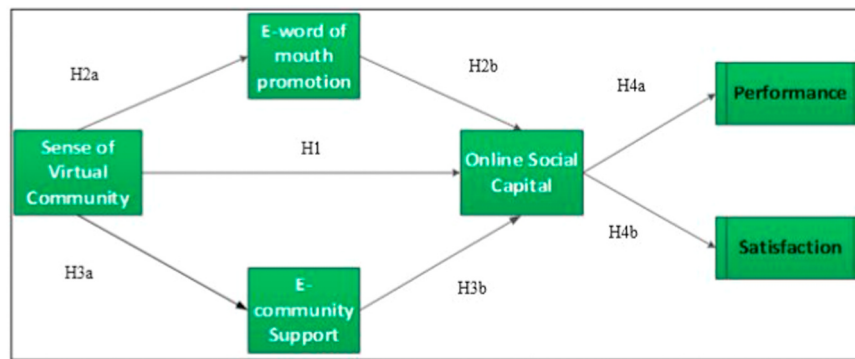 E-word of
mouth
promotion
H2a
H2b
H4a
Performance
Sense of
Virtual
Community
H1
Online Social
Capital
H4b
Satisfaction
H3a
E-
community
Support
H3b